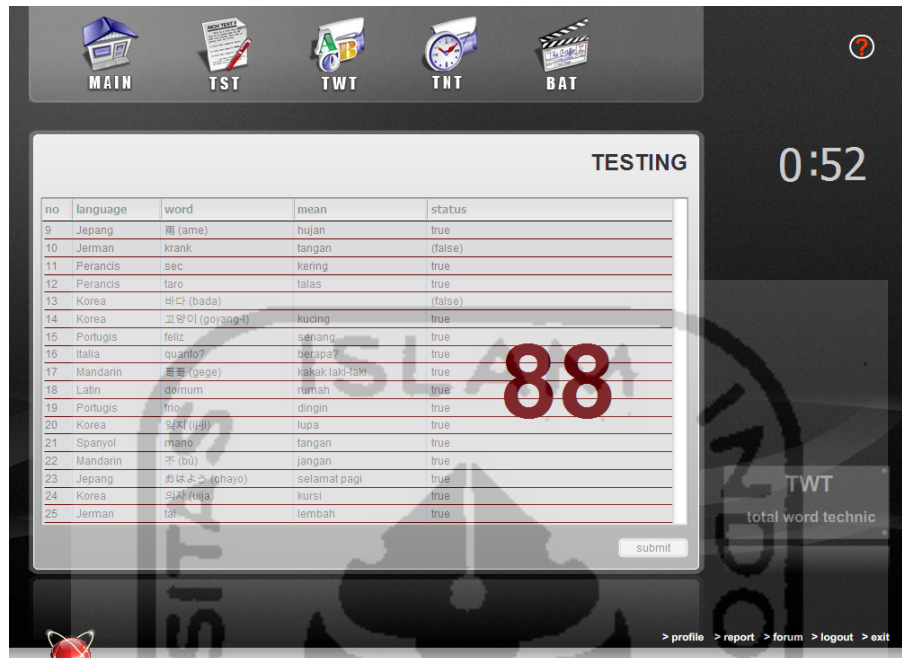 MAIN TST TWT TNT BAT ?
TESTING
0:52
no language word mean status
9 Jepang 雨 (ame) hujan true
10 Jerman krank tangan (false)
11 Perancis sec kering true
12 Perancis taro talas true
13 Korea 바다 (bada) (false)
14 Korea 고양이 (goyang-i) kucing true
15 Portugis feliz senang true
16 Italia quanto? berapa? true
17 Mandarin 哥哥 (gege) kakak laki-laki true
18 Latin domum rumah true
19 Portugis frio dingin true
20 Korea 잊지 (ij-ji) lupa true
21 Spanyol mano tangan true
22 Mandarin 不 (bù) jangan true
23 Jepang おはよう (ohayo) selamat pagi true
24 Korea 의자 (uija) kursi true
25 Jerman tal lembah true
88
submit
TWT
total word technic
> profile > report > forum > logout > exit
ISLAM
SITAS
INDON